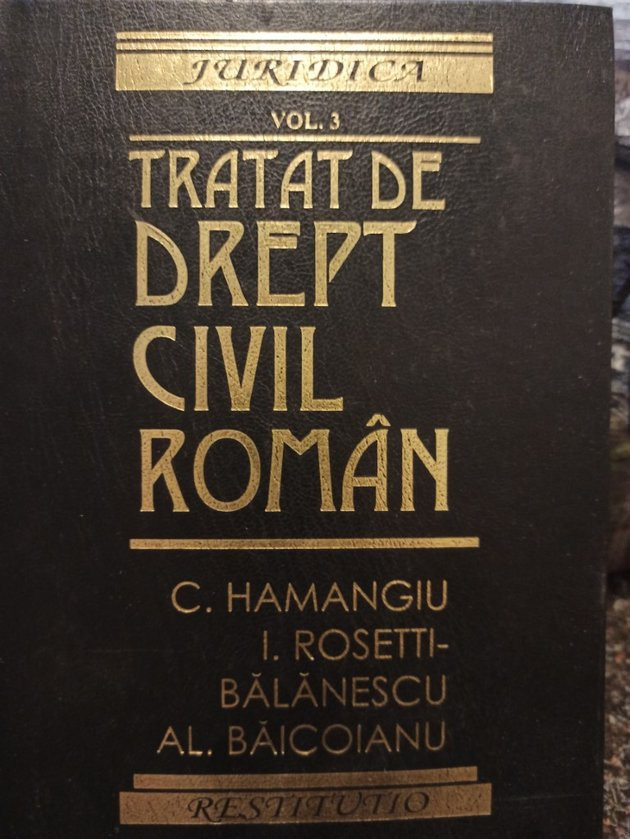 JURIDICA
VOL. 3
TRATAT DE
DREPT
CIVIL
ROMÂN
C. HAMANGIU
I. ROSETTI-
BĂLĂNESCU
AL. BĂICOIANU
RESTITUTIO